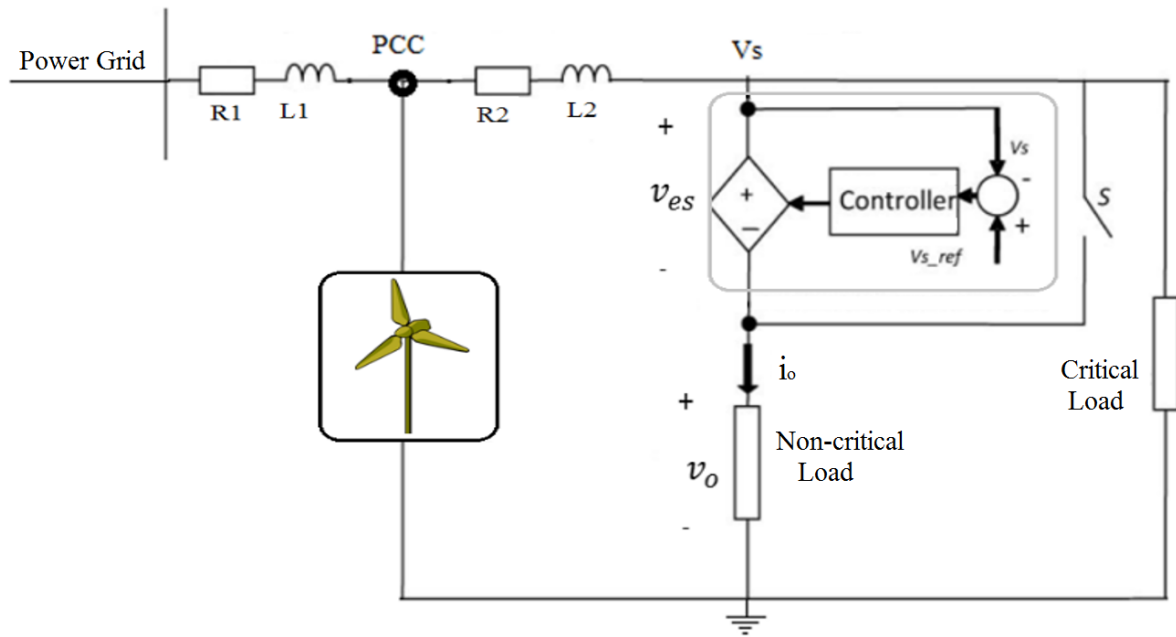 Power Grid
PCC
Vs
R1
L1
R2
L2
+
Vs
-
v_es
+
−
Controller
+
S
Vs_ref
-
i_o
+
Non-critical
Load
v_o
-
Critical
Load